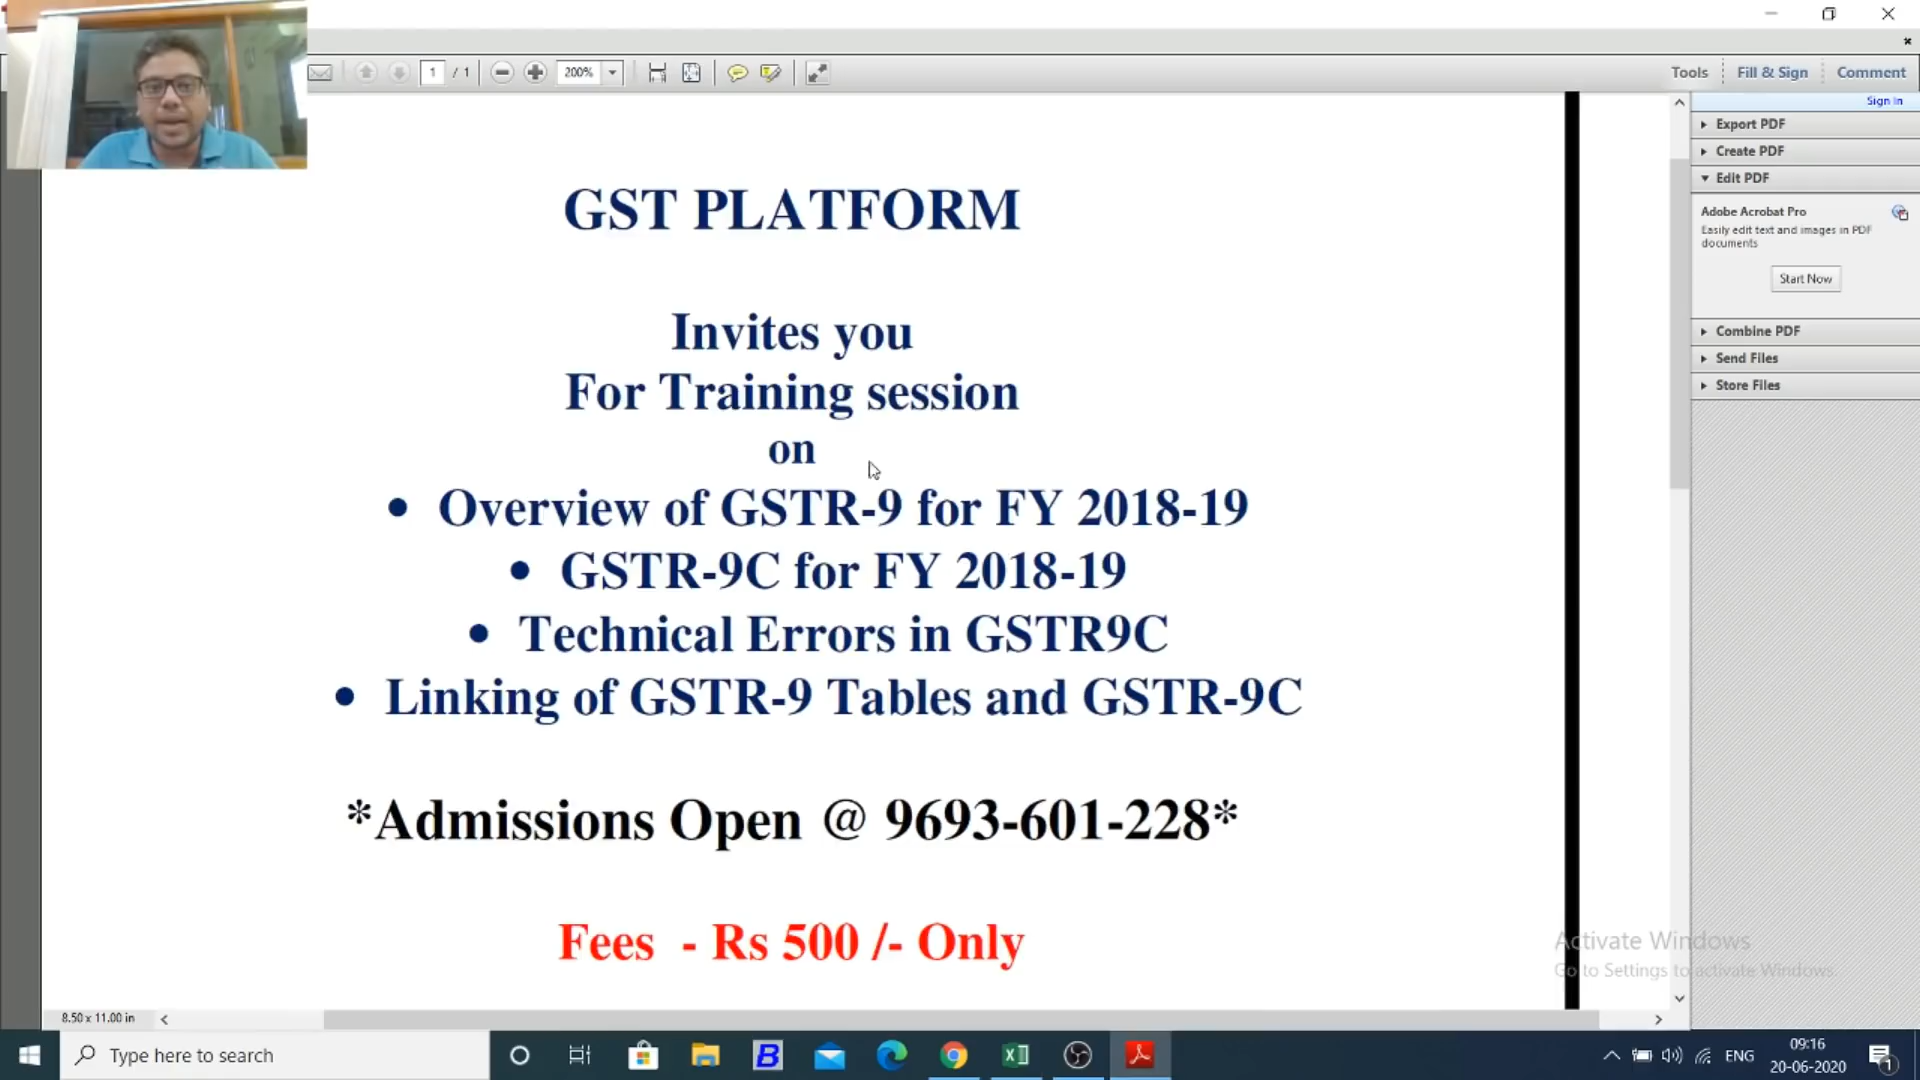 1 / 1
200%
Tools
Fill & Sign
Comment
Sign In
Export PDF
Create PDF
Edit PDF
Adobe Acrobat Pro
Easily edit text and images in PDF
documents
Start Now
Combine PDF
Send Files
Store Files
GST PLATFORM
Invites you
For Training session
on
• Overview of GSTR-9 for FY 2018-19
• GSTR-9C for FY 2018-19
• Technical Errors in GSTR9C
• Linking of GSTR-9 Tables and GSTR-9C
*Admissions Open @ 9693-601-228*
Fees - Rs 500 /- Only
Activate Windows
Go to Settings to activate Windows.
8.50 x 11.00 in
Type here to search
ENG
09:16
20-06-2020
1